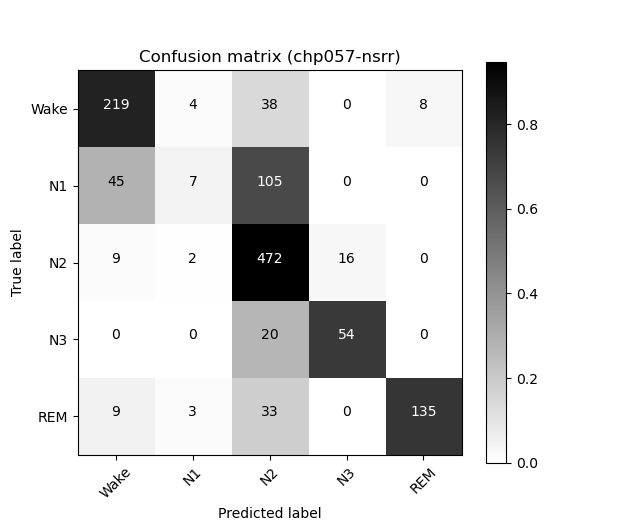 Confusion matrix (chp057-nsrr)
Wake 219 4 38 0 8
N1 45 7 105 0 0
N2 9 2 472 16 0
N3 0 0 20 54 0
REM 9 3 33 0 135
Wake N1 N2 N3 REM
Predicted label
True label
0.8
0.6
0.4
0.2
0.0